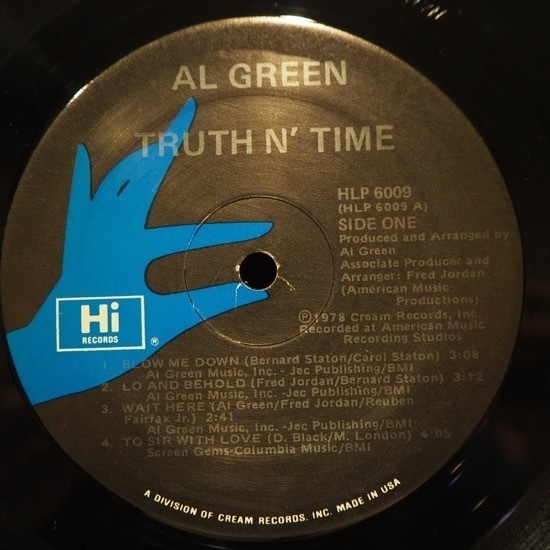 AL GREEN
TRUTH N' TIME
HLP 6009
(HLP 6009 A)
SIDE ONE
Produced and Arranged by:
Al Green
Associate Producer and
Arranger: Fred Jordan
(American Music
Productions)
℗1978 Cream Records, Inc.
Recorded at American Music
Recording Studios
Hi
RECORDS
®
1. BLOW ME DOWN (Bernard Staton/Carol Staton) 3:08
Al Green Music, Inc. -Jec Publishing/BMI
2. LO AND BEHOLD (Fred Jordan/Bernard Staton) 3:12
Al Green Music, Inc. -Jec Publishing/BMI
3. WAIT HERE (Al Green/Fred Jordan/Reuben
Fairfax Jr.) 2:41
Al Green Music, Inc. -Jec Publishing/BMI
4. TO SIR WITH LOVE (D. Black/M. London) 4:05
Screen Gems-Columbia Music/BMI
A DIVISION OF CREAM RECORDS, INC. MADE IN USA